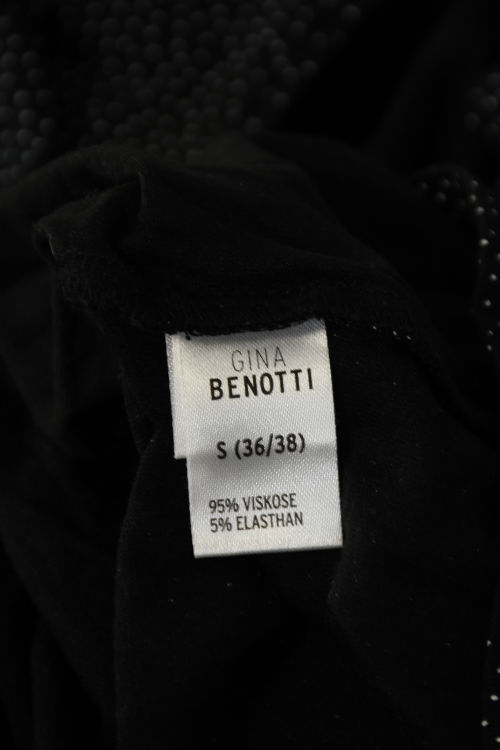 GINA
BENOTTI
S (36/38)
95% VISKOSE
5% ELASTHAN